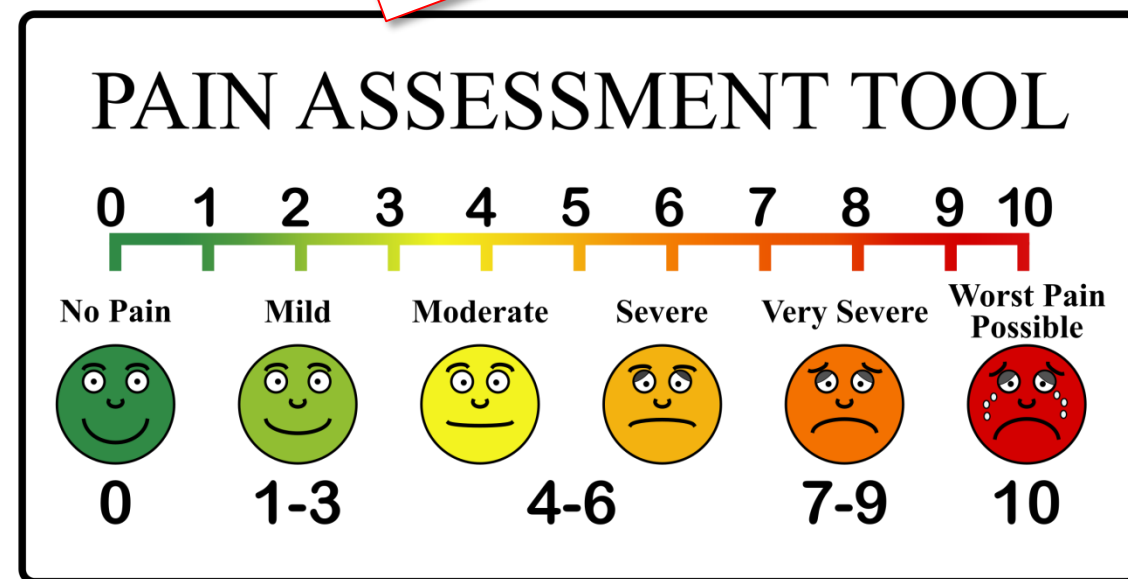 PAIN ASSESSMENT TOOL
0 1 2 3 4 5 6 7 8 9 10
No Pain Mild Moderate Severe Very Severe Worst Pain Possible
0 1-3 4-6 7-9 10